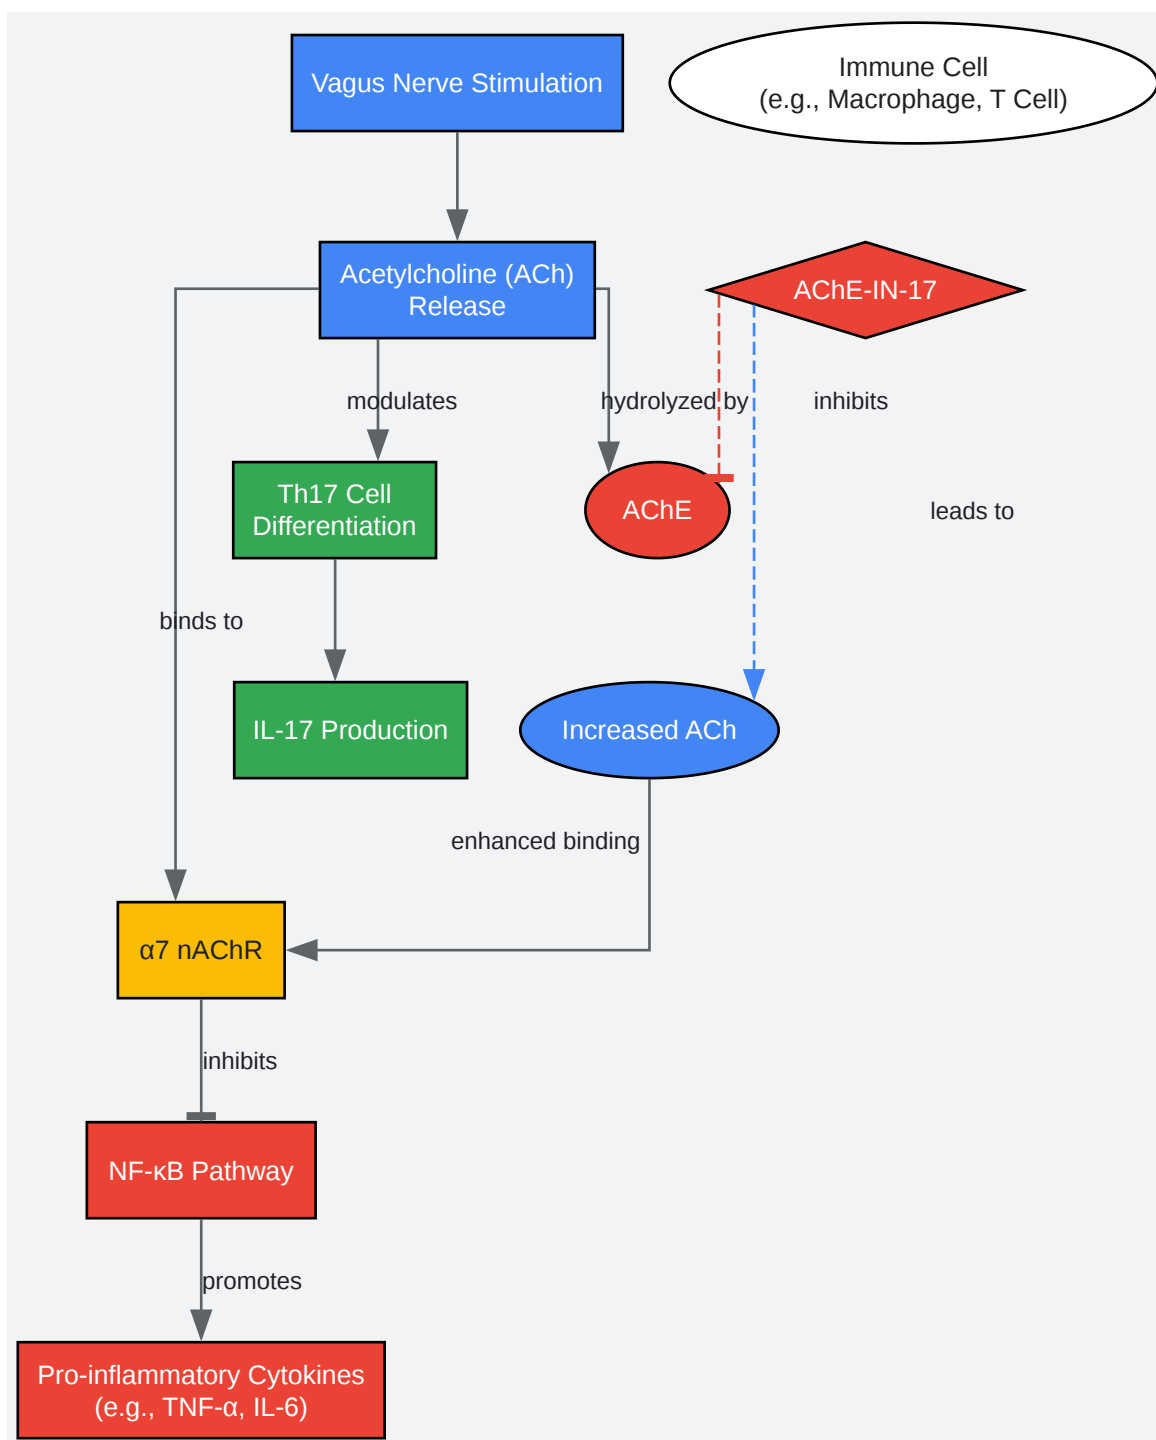 Vagus Nerve Stimulation
Immune Cell
(e.g., Macrophage, T Cell)
Acetylcholine (ACh)
Release
AChE-IN-17
modulates
hydrolyzed by
inhibits
Th17 Cell
Differentiation
AChE
leads to
binds to
IL-17 Production
Increased ACh
enhanced binding
α7 nAChR
inhibits
NF-κB Pathway
promotes
Pro-inflammatory Cytokines
(e.g., TNF-α, IL-6)